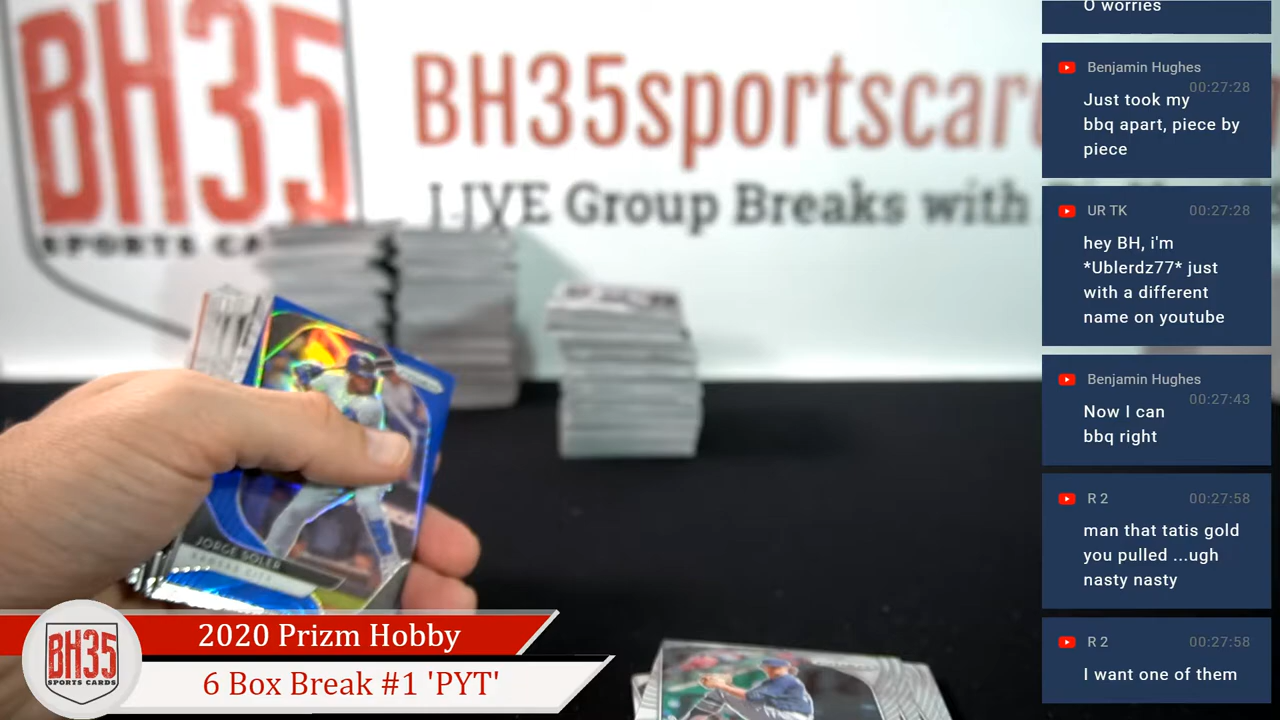 BH35
SPORTS CA
BH35sportscar
LIVE Group Breaks with
JORGE SOLER
KANSAS CITY
2020 Prizm Hobby
6 Box Break #1 'PYT'
BH35
SPORTS CARDS
O worries
Benjamin Hughes
00:27:28
Just took my
bbq apart, piece by
piece
UR TK 00:27:28
hey BH, i'm
*Ublerdz77* just
with a different
name on youtube
Benjamin Hughes
00:27:43
Now I can
bbq right
R 2 00:27:58
man that tatis gold
you pulled ...ugh
nasty nasty
R 2 00:27:58
I want one of them